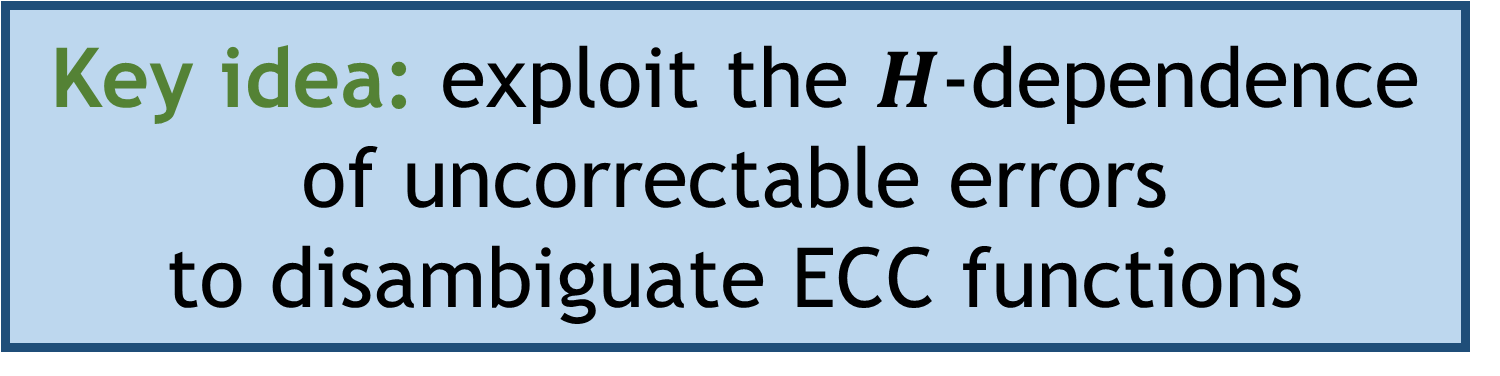 Key idea: exploit the H-dependence
of uncorrectable errors
to disambiguate ECC functions